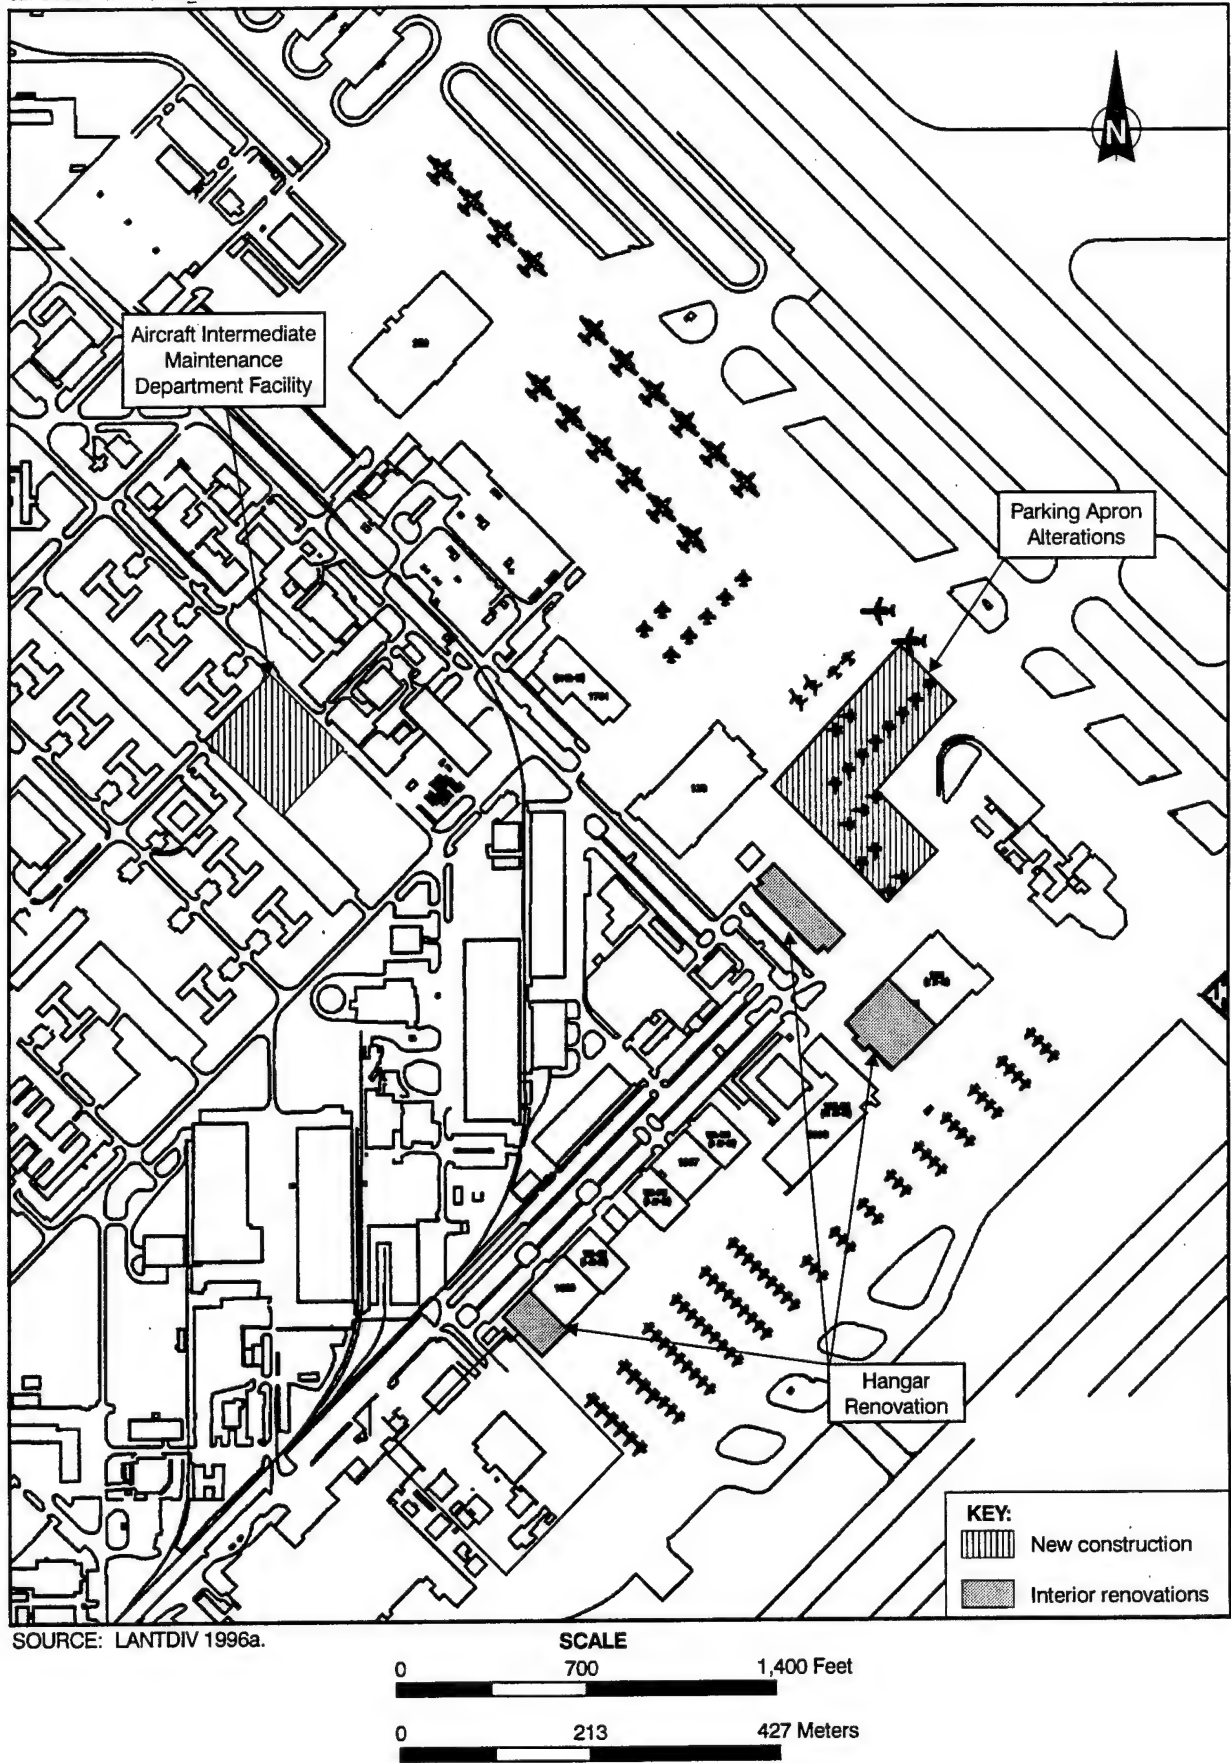 N
Aircraft Intermediate
Maintenance
Department Facility
Parking Apron
Alterations
Hangar
Renovation
KEY:
New construction
Interior renovations
SOURCE: LANTDIV 1996a.
SCALE
0 700 1,400 Feet
0 213 427 Meters